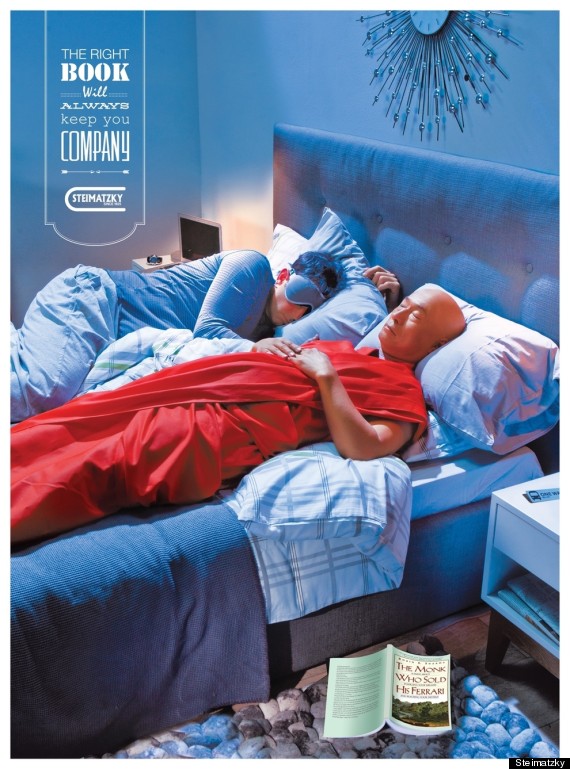 THE RIGHT
BOOK
Will
ALWAYS
keep you
COMPANY
STEIMATZKY
THE MONK
WHO SOLD
HIS FERRARI
Steimatzky